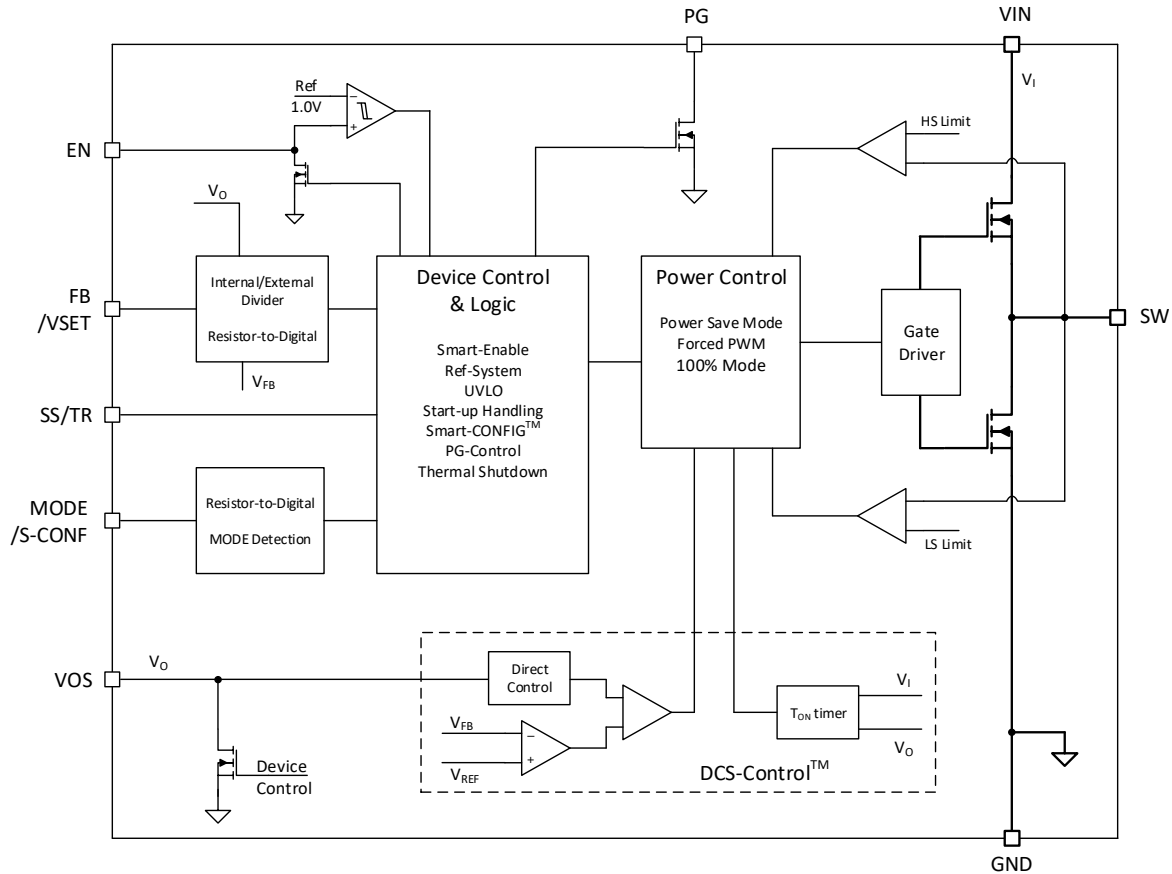 PG
VIN
V_I
Ref
1.0V
−
+
HS Limit
EN
V_O
Internal/External
Divider
Resistor-to-Digital
FB
/VSET
V_FB
Device Control
& Logic
Smart-Enable
Ref-System
UVLO
Start-up Handling
Smart-CONFIG™
PG-Control
Thermal Shutdown
Power Control
Power Save Mode
Forced PWM
100% Mode
Gate
Driver
SW
SS/TR
MODE
/S-CONF
Resistor-to-Digital
MODE Detection
LS Limit
VOS
V_O
Direct
Control
V_FB
−
V_REF
+
T_ON timer
V_I
V_O
DCS-Control™
Device
Control
GND